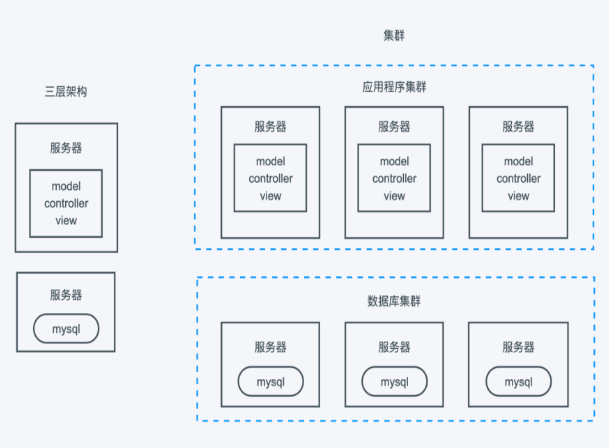 集群
三层架构
应用程序集群
服务器
model
controller
view
服务器
mysql
服务器
model
controller
view
服务器
model
controller
view
服务器
model
controller
view
数据库集群
服务器
mysql
服务器
mysql
服务器
mysql